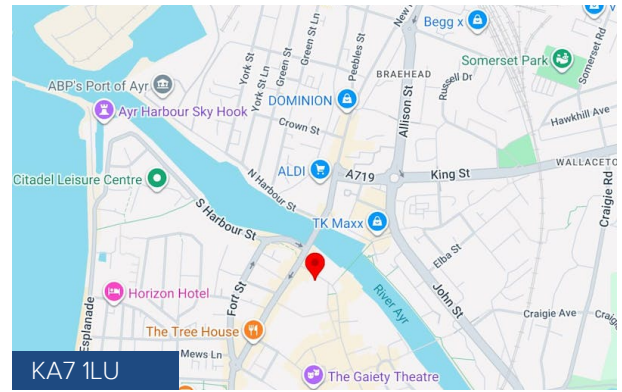 Begg x
V
New
Somerset Park
Somerset Rd
York St
York St Ln
Green St
Green St Ln
Peebles St
BRAEHEAD
Russell Dr
ABP's Port of Ayr
DOMINION
Ayr Harbour Sky Hook
Allison St
Hawkhill Ave
Crown St
WALLACETO
ALDI
A719
King St
Citadel Leisure Centre
N Harbour St
Craigie Rd
S Harbour St
TK Maxx
Elba St
Horizon Hotel
Fort St
River Ayr
John St
Esplanade
Craigie Ave
The Tree House
Mews Ln
The Gaiety Theatre
KA7 1LU